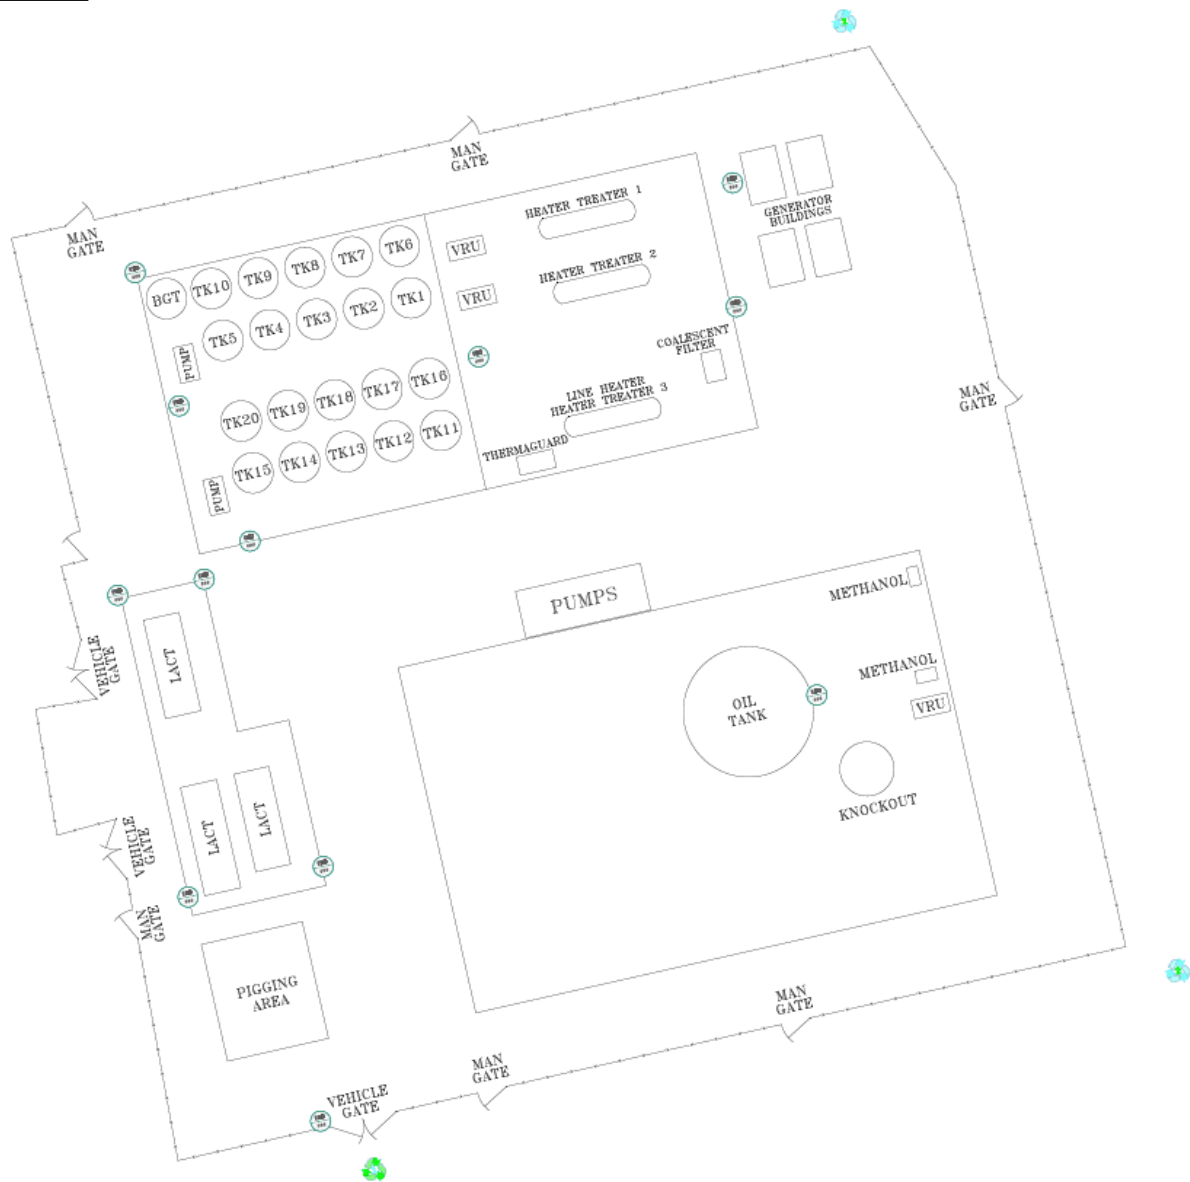 MAN
GATE
MAN
GATE
HEATER TREATER 1
GENERATOR
BUILDINGS
VRU
TK6
TK7
TK8
TK9
TK10
BGT
HEATER TREATER 2
VRU
TK1
TK2
TK3
TK4
TK5
PUMP
COALESCENT
FILTER
MAN
GATE
LINE HEATER
HEATER TREATER 3
TK16
TK17
TK18
TK19
TK20
THERMAGUARD
TK11
TK12
TK13
TK14
TK15
PUMP
PUMPS
METHANOL
VEHICLE
GATE
LACT
METHANOL
OIL
TANK
VRU
KNOCKOUT
LACT
LACT
VEHICLE
GATE
MAN
GATE
PIGGING
AREA
MAN
GATE
MAN
GATE
VEHICLE
GATE